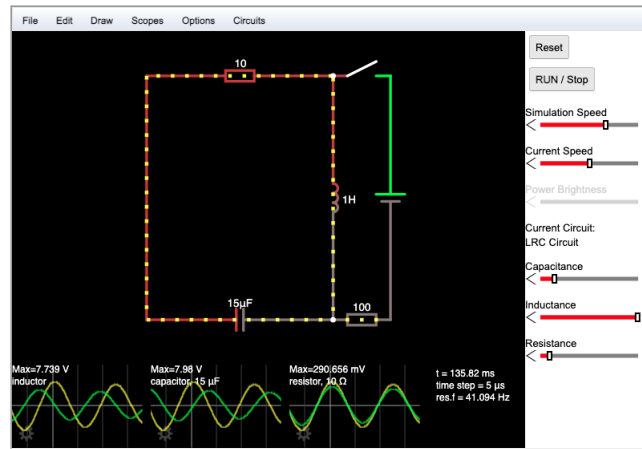 File Edit Draw Scopes Options Circuits
Reset
RUN / Stop
Simulation Speed
Current Speed
Power Brightness
Current Circuit:
LRC Circuit
Capacitance
Inductance
Resistance
10
1H
15µF
100
Max=7.739 V
inductor
Max=7.98 V
capacitor, 15 µF
Max=290.656 mV
resistor, 10 Ω
t = 135.82 ms
time step = 5 µs
res.f = 41.094 Hz